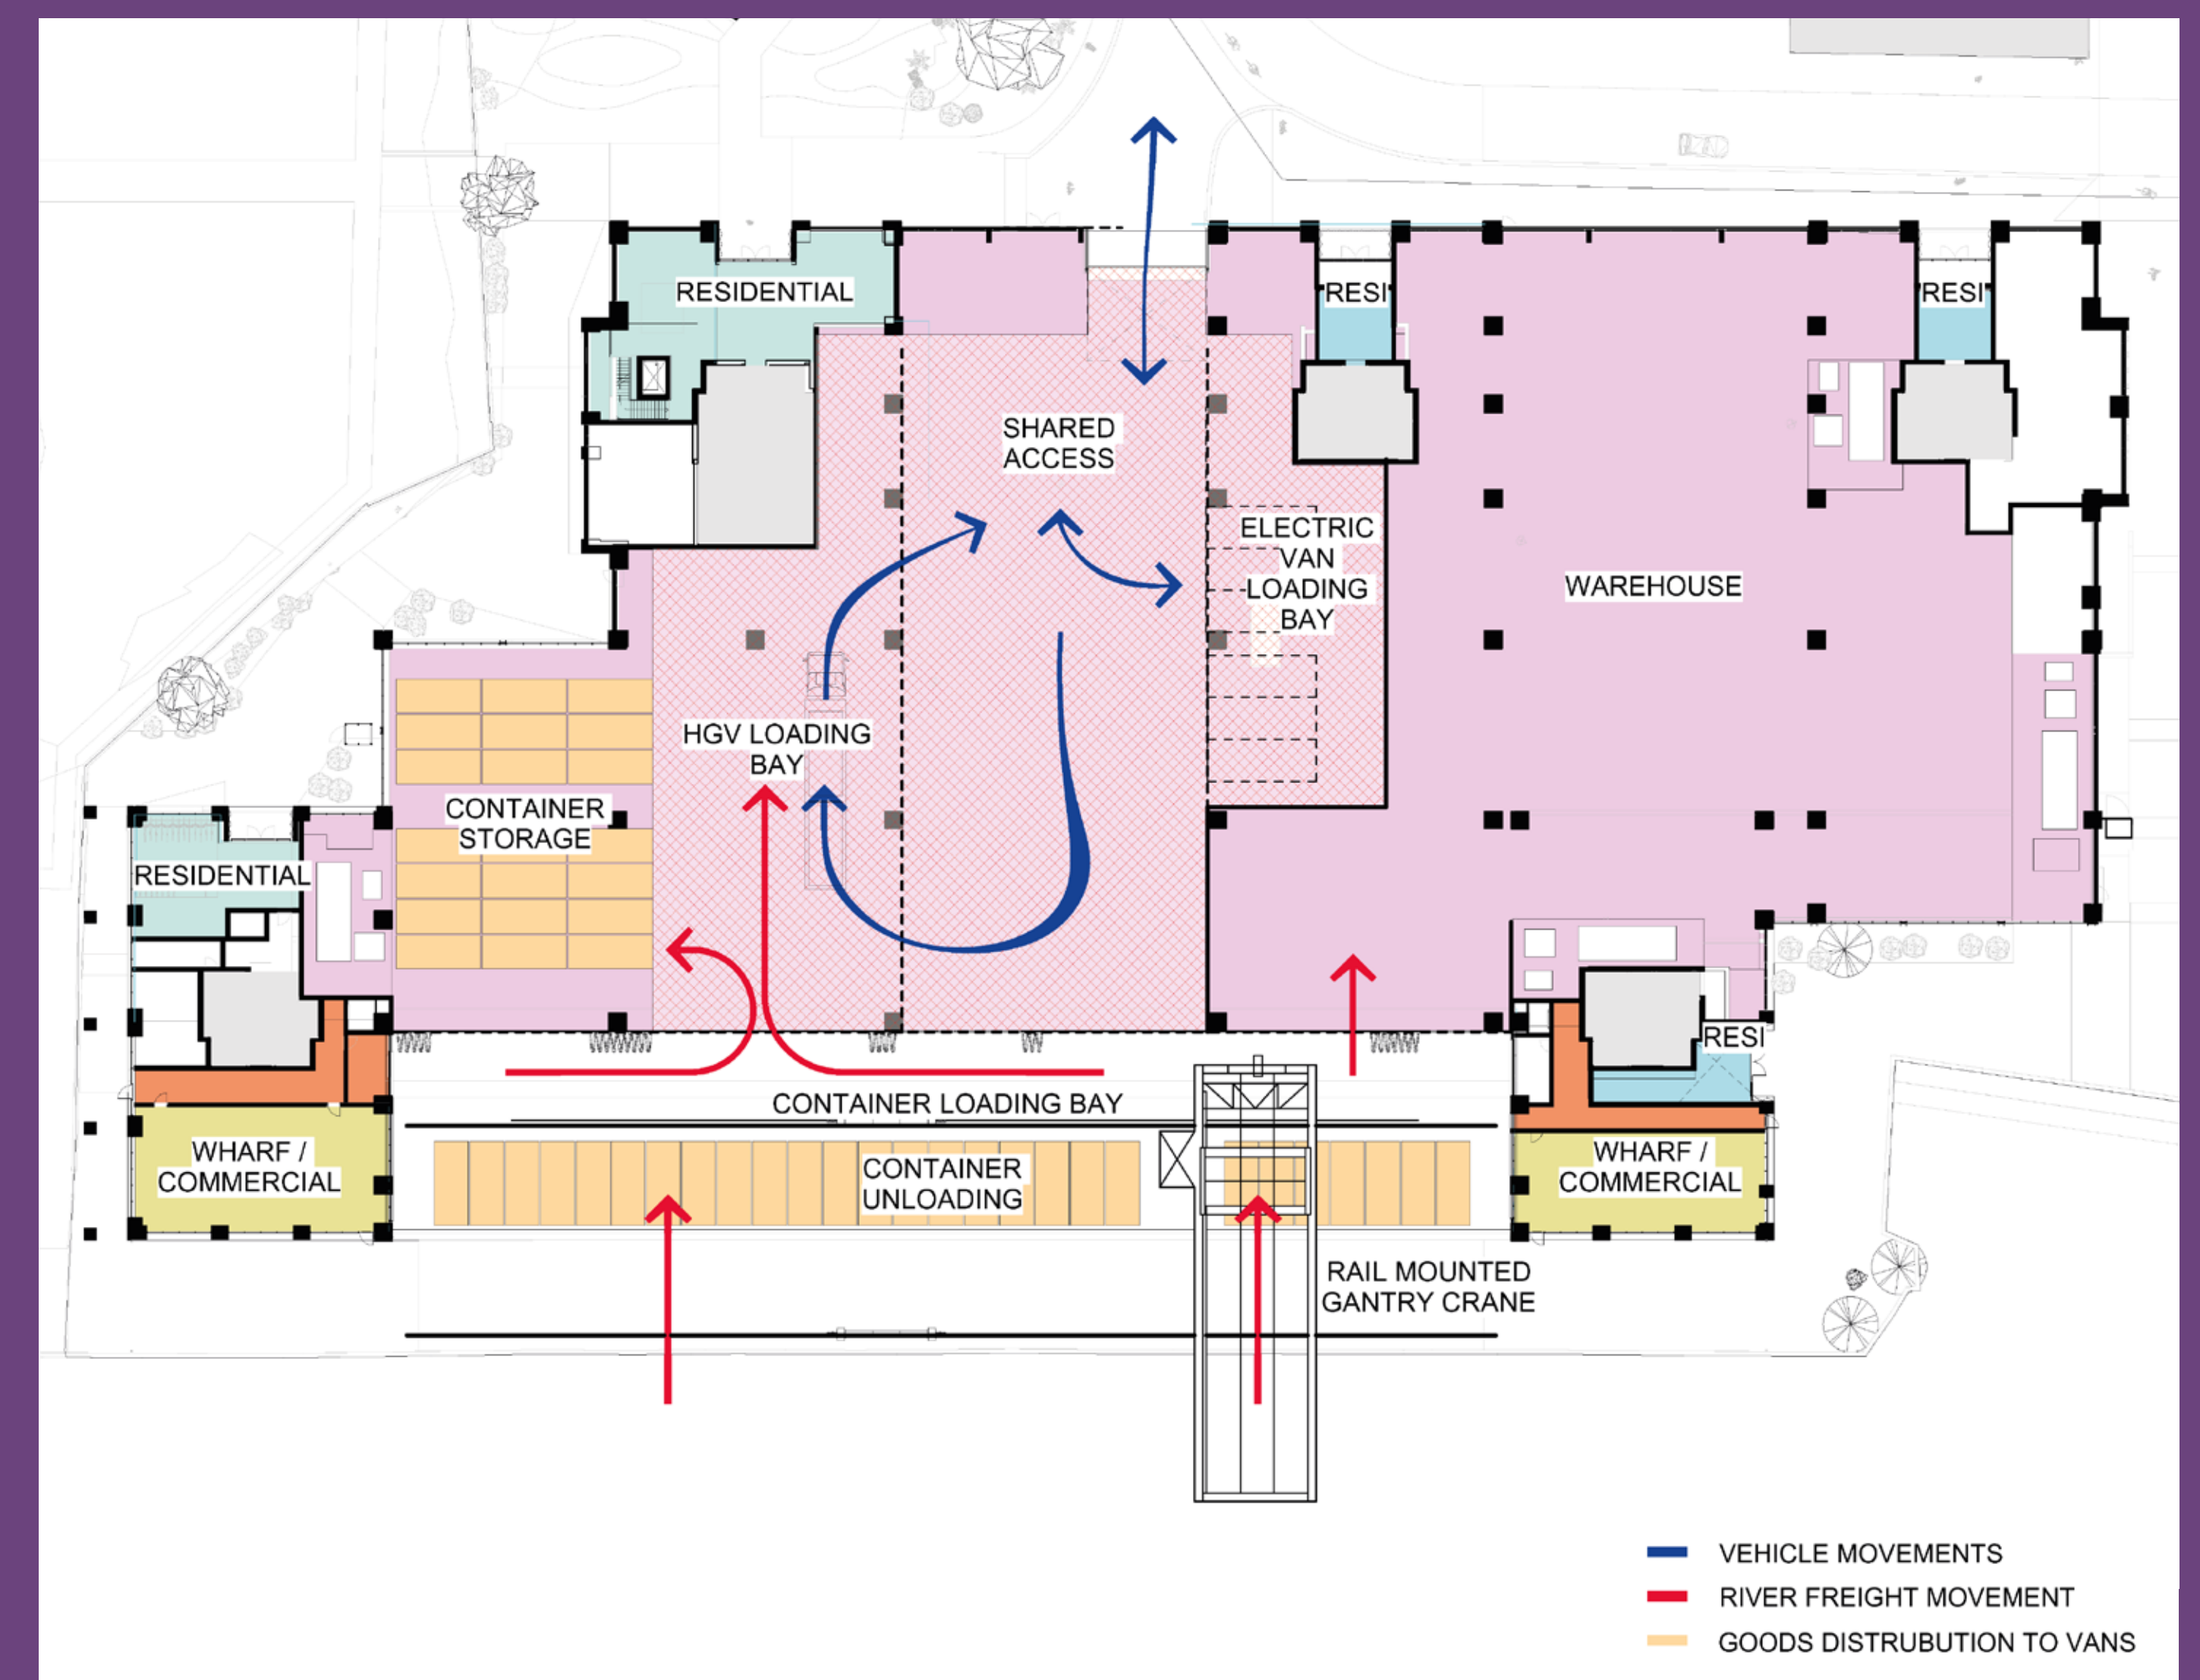 RESIDENTIAL
RESI
RESI
SHARED
ACCESS
ELECTRIC
VAN
LOADING
BAY
WAREHOUSE
HGV LOADING
BAY
CONTAINER
STORAGE
RESIDENTIAL
RESI
CONTAINER LOADING BAY
WHARF /
COMMERCIAL
CONTAINER
UNLOADING
WHARF /
COMMERCIAL
RAIL MOUNTED
GANTRY CRANE
VEHICLE MOVEMENTS
RIVER FREIGHT MOVEMENT
GOODS DISTRUBUTION TO VANS